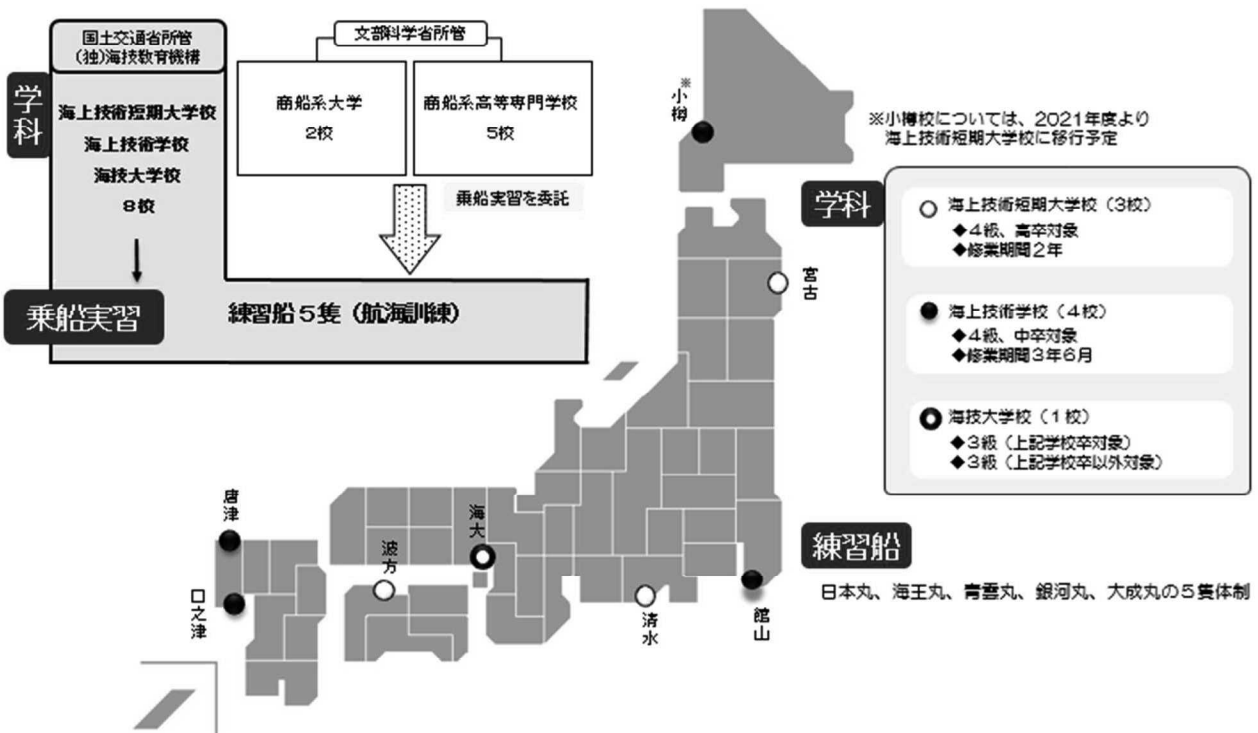 国土交通省所管
(独)海技教育機構
学科
海上技術短期大学校
海上技術学校
海技大学校
8校
乗船実習
文部科学省所管
商船系大学
2校
商船系高等専門学校
5校
乗船実習を委託
練習船5隻(航海訓練)
※
小樽
※小樽校については、2021年度より
海上技術短期大学校に移行予定
学科
海上技術短期大学校(3校)
◆4級、高卒対象
◆修業期間2年
海上技術学校(4校)
◆4級、中卒対象
◆修業期間3年6月
海技大学校(1校)
◆3級(上記学校卒対象)
◆3級(上記学校卒以外対象)
宮古
唐津
口之津
波方
海大
清水
館山
練習船
日本丸、海王丸、青雲丸、銀河丸、大成丸の5隻体制